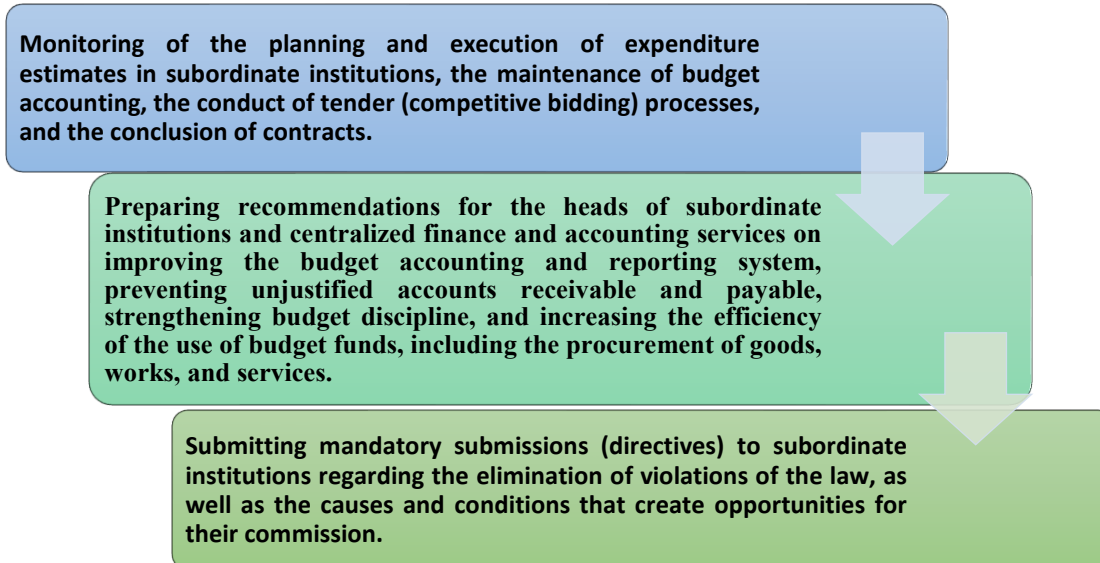 Monitoring of the planning and execution of expenditure
estimates in subordinate institutions, the maintenance of budget
accounting, the conduct of tender (competitive bidding) processes,
and the conclusion of contracts.
Preparing recommendations for the heads of subordinate
institutions and centralized finance and accounting services on
improving the budget accounting and reporting system,
preventing unjustified accounts receivable and payable,
strengthening budget discipline, and increasing the efficiency
of the use of budget funds, including the procurement of goods,
works, and services.
Submitting mandatory submissions (directives) to subordinate
institutions regarding the elimination of violations of the law, as
well as the causes and conditions that create opportunities for
their commission.